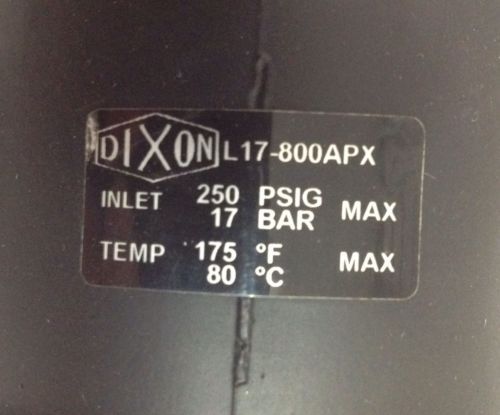 DIXON L17-800APX
INLET 250 PSIG MAX
17 BAR
TEMP 175 °F MAX
80 °C